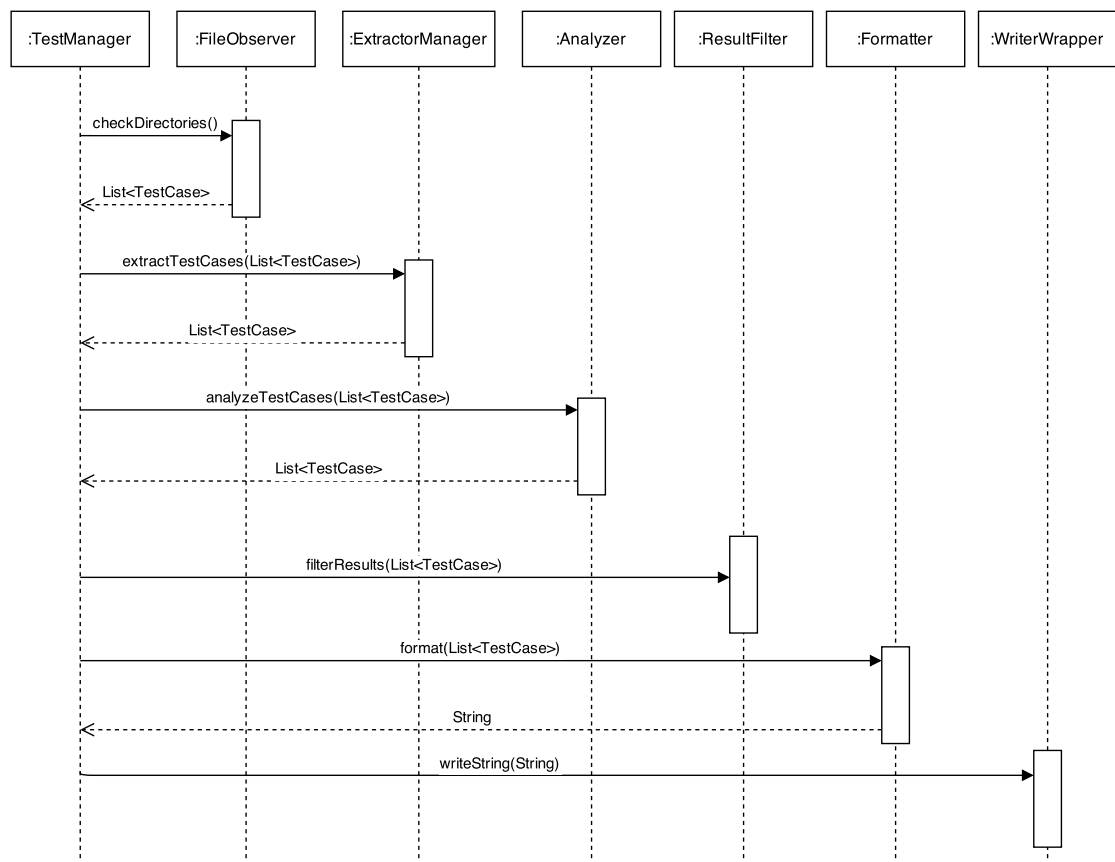 :TestManager
:FileObserver
:ExtractorManager
:Analyzer
:ResultFilter
:Formatter
:WriterWrapper
checkDirectories()
List<TestCase>
extractTestCases(List<TestCase>)
List<TestCase>
analyzeTestCases(List<TestCase>)
List<TestCase>
filterResults(List<TestCase>)
format(List<TestCase>)
String
writeString(String)